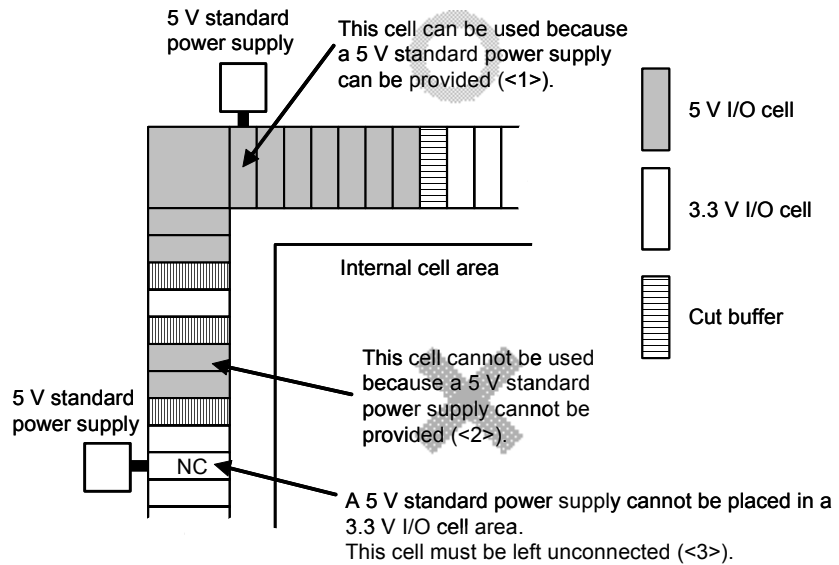 5 V standard
power supply
This cell can be used because
a 5 V standard power supply
can be provided (<1>).
5 V I/O cell
3.3 V I/O cell
Internal cell area
Cut buffer
This cell cannot be used
because a 5 V standard
power supply cannot be
provided (<2>).
5 V standard
power supply
NC
A 5 V standard power supply cannot be placed in a
3.3 V I/O cell area.
This cell must be left unconnected (<3>).